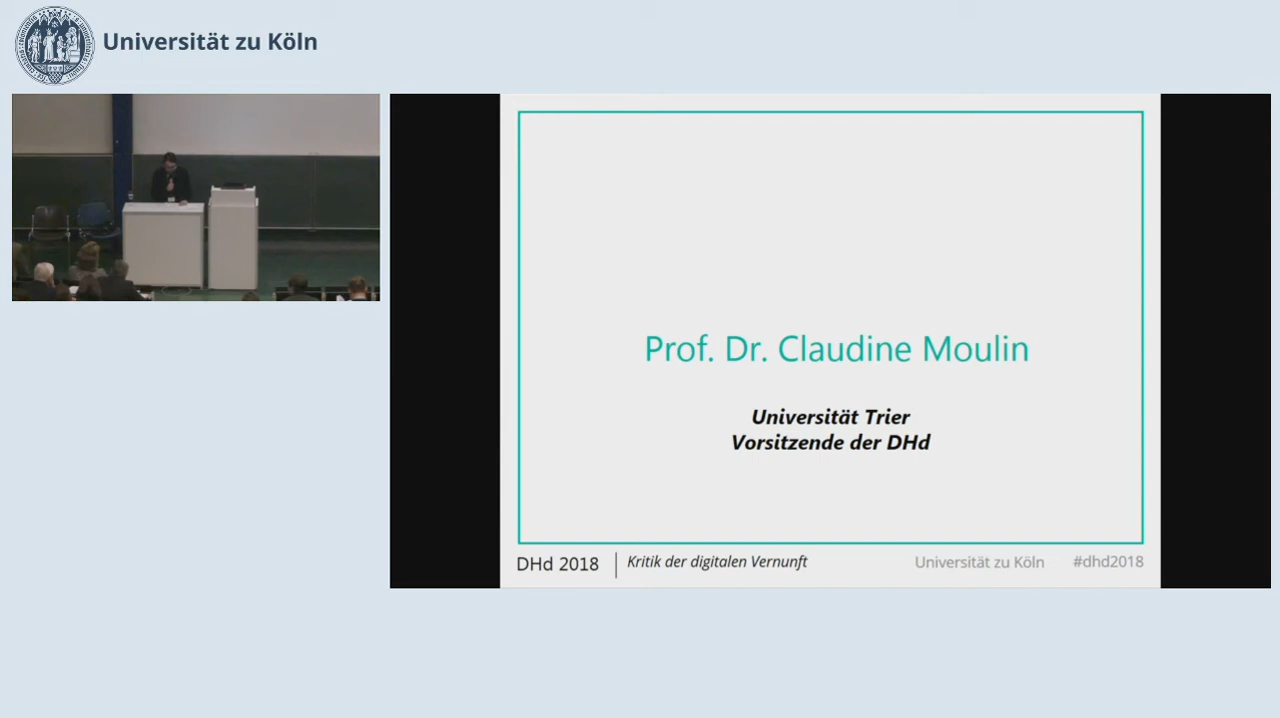 Universität zu Köln
Prof. Dr. Claudine Moulin
Universität Trier
Vorsitzende der DHd
DHd 2018 | Kritik der digitalen Vernunft
Universität zu Köln #dhd2018